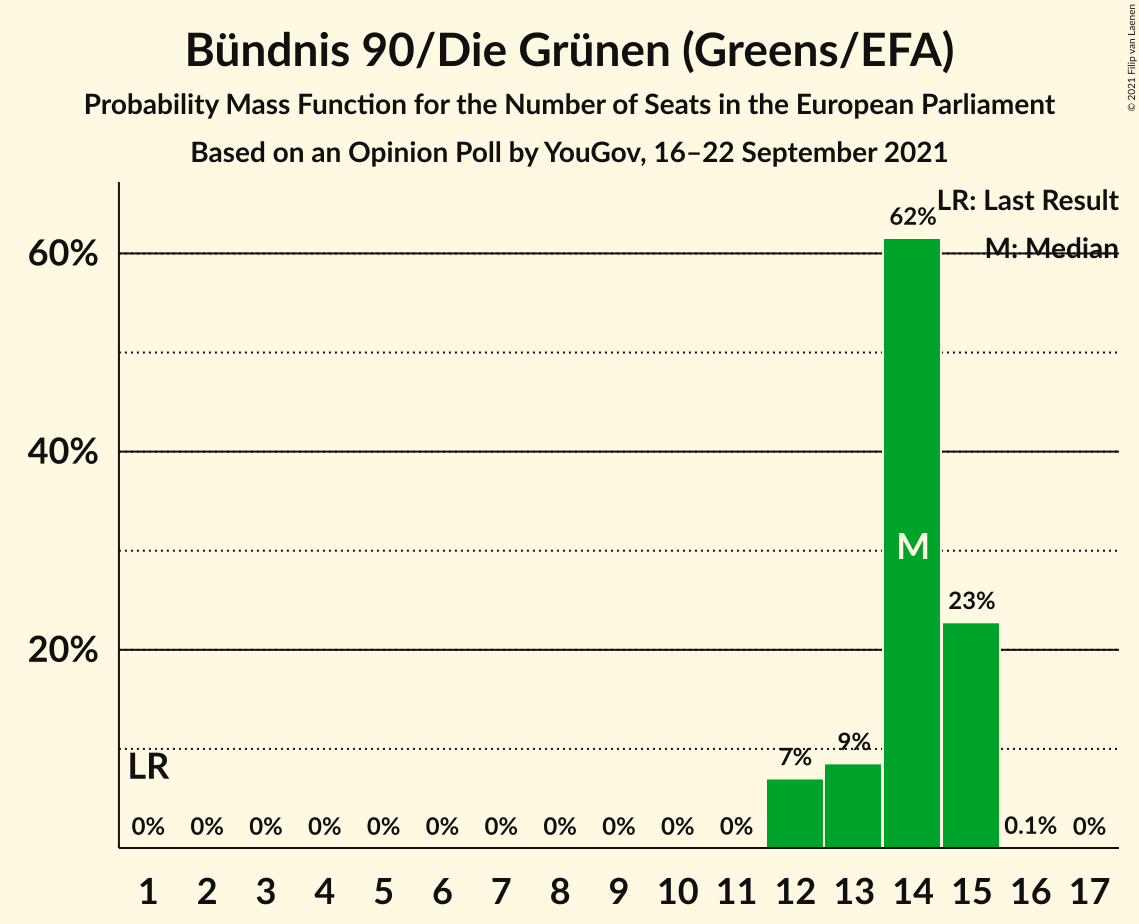 Bündnis 90/Die Grünen (Greens/EFA)
Probability Mass Function for the Number of Seats in the European Parliament
Based on an Opinion Poll by YouGov, 16–22 September 2021
© 2021 Filip van Laenen
LR: Last Result
M: Median
62%
60%
40%
M
23%
20%
9%
7%
LR
0% 0% 0% 0% 0% 0% 0% 0% 0% 0% 0% 0.1% 0%
1 2 3 4 5 6 7 8 9 10 11 12 13 14 15 16 17